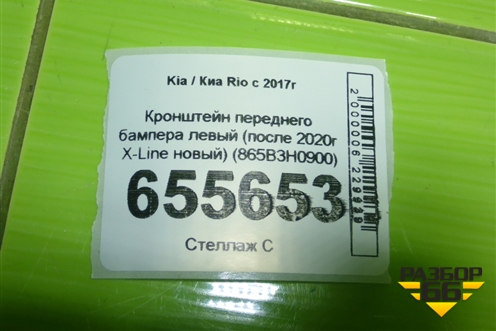 Kia / Киа Rio с 2017г
Кронштейн переднего
бампера левый (после 2020г
X-Line новый) (865B3H0900)
655653
Стеллаж С
2000006229939
РАЗБОР
66